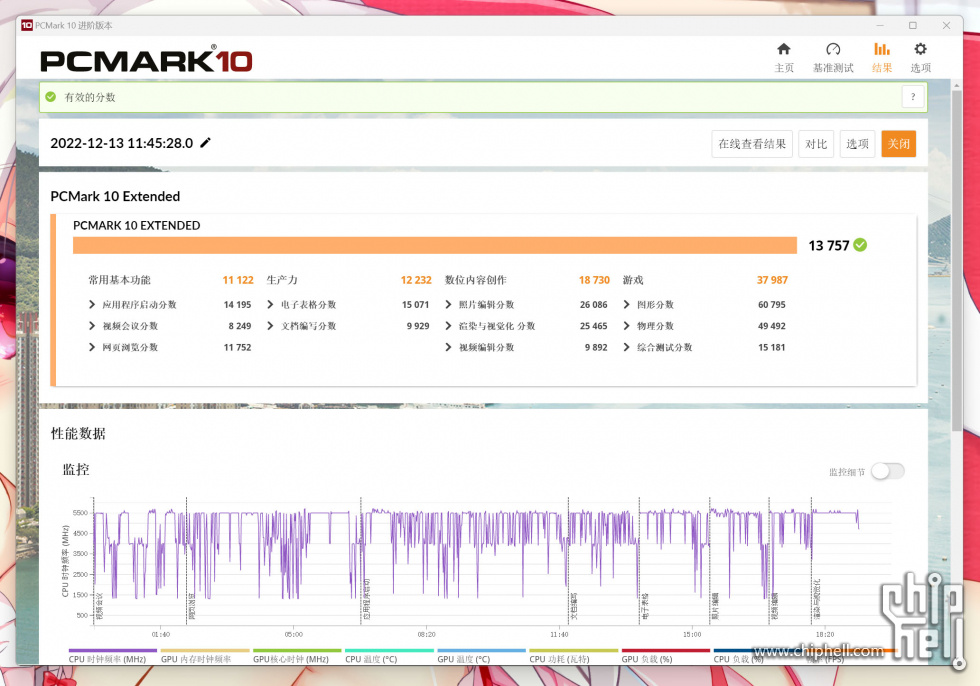 10 PCMark 10 进阶版本
PCMARK®10
主页 基准测试 结果 选项
有效的分数 ?
2022-12-13 11:45:28.0 在线查看结果 对比 选项 关闭
PCMark 10 Extended
PCMARK 10 EXTENDED
13 757
常用基本功能 11 122 生产力 12 232 数位内容创作 18 730 游戏 37 987
应用程序启动分数 14 195 电子表格分数 15 071 照片编辑分数 26 086 图形分数 60 795
视频会议分数 8 249 文档编写分数 9 929 渲染与视觉化 分数 25 465 物理分数 49 492
网页浏览分数 11 752 视频编辑分数 9 892 综合测试分数 15 181
性能数据
监控
监控细节
CPU 时钟频率 (MHz)
5500
4500
3500
2500
1500
500
视频会议 网页浏览 应用程序启动 文档编写 电子表格 照片编辑 视频编辑 渲染与视觉化
01:40 05:00 08:20 11:40 15:00 18:20
CPU 时钟频率 (MHz) GPU 内存时钟频率 GPU核心时钟 (MHz) CPU 温度 (°C) GPU 温度 (°C) CPU 功耗 (瓦特) GPU 负载 (%) CPU 负载 (%) (FPS)
chip hell
www.chiphell.com